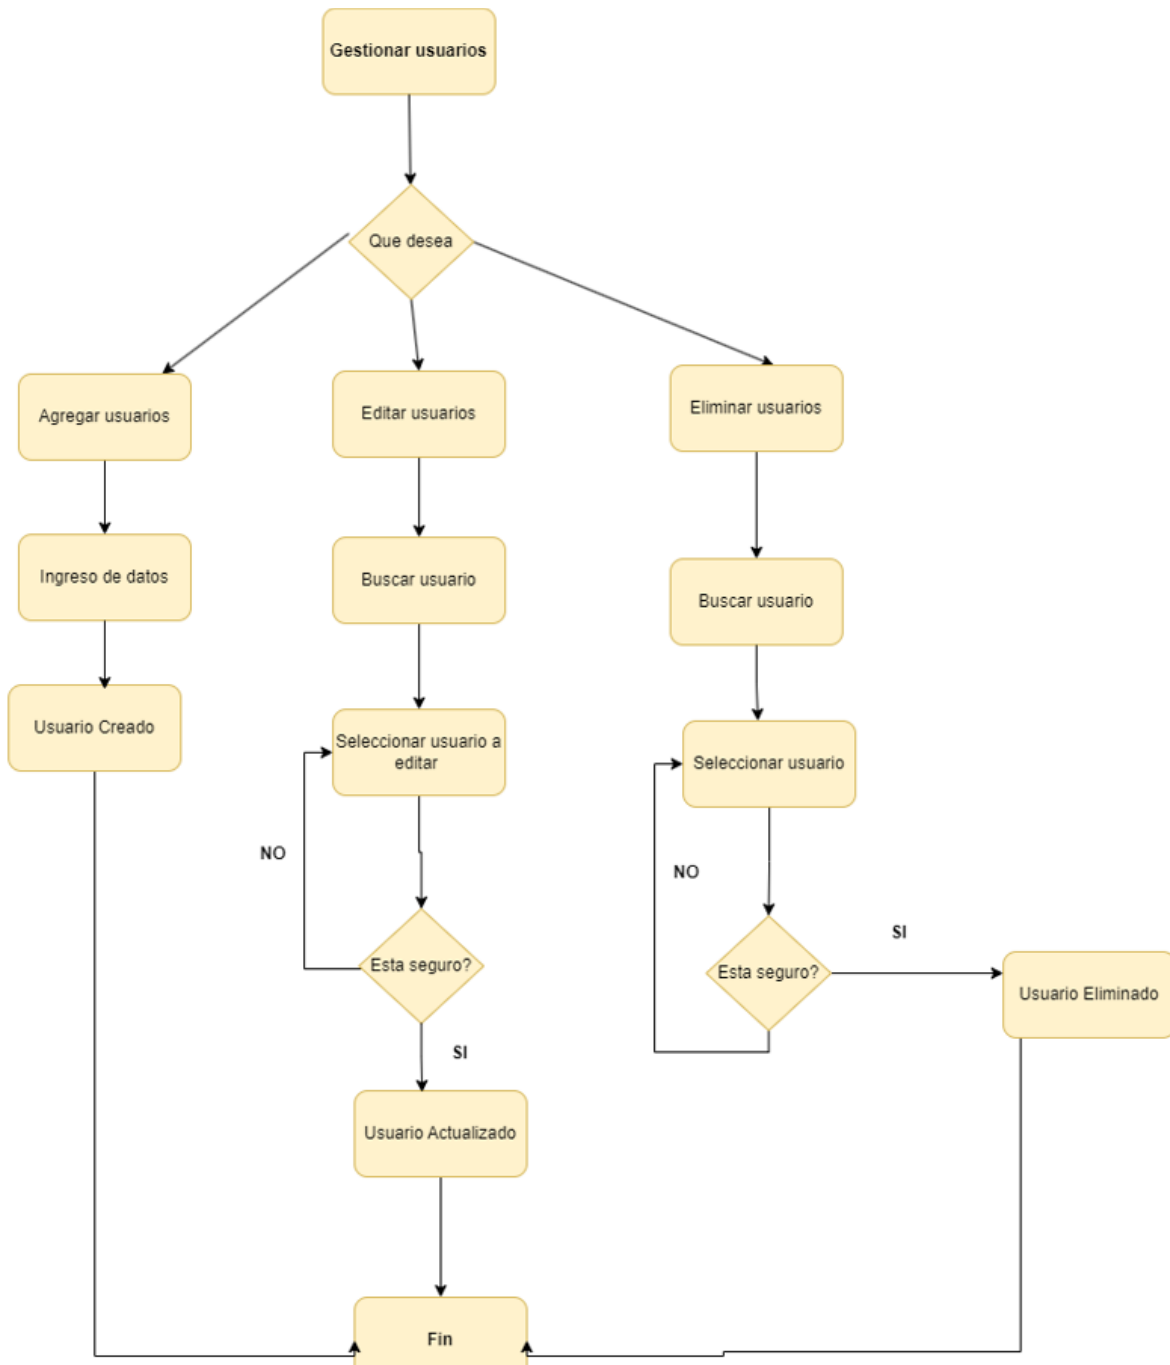 Gestionar usuarios
Que desea
Agregar usuarios
Editar usuarios
Eliminar usuarios
Ingreso de datos
Buscar usuario
Buscar usuario
Usuario Creado
Seleccionar usuario a
editar
Seleccionar usuario
NO
NO
Esta seguro?
Esta seguro?
SI
Usuario Eliminado
SI
Usuario Actualizado
Fin